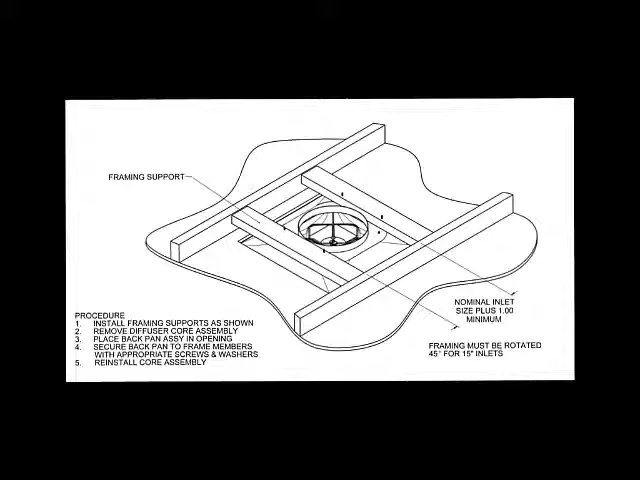 FRAMING SUPPORT
NOMINAL INLET
SIZE PLUS 1.00
MINIMUM
FRAMING MUST BE ROTATED
45° FOR 15" INLETS
PROCEDURE
1. INSTALL FRAMING SUPPORTS AS SHOWN
2. REMOVE DIFFUSER CORE ASSEMBLY
3. PLACE BACK PAN ASSY IN OPENING
4. SECURE BACK PAN TO FRAME MEMBERS
WITH APPROPRIATE SCREWS & WASHERS
5. REINSTALL CORE ASSEMBLY